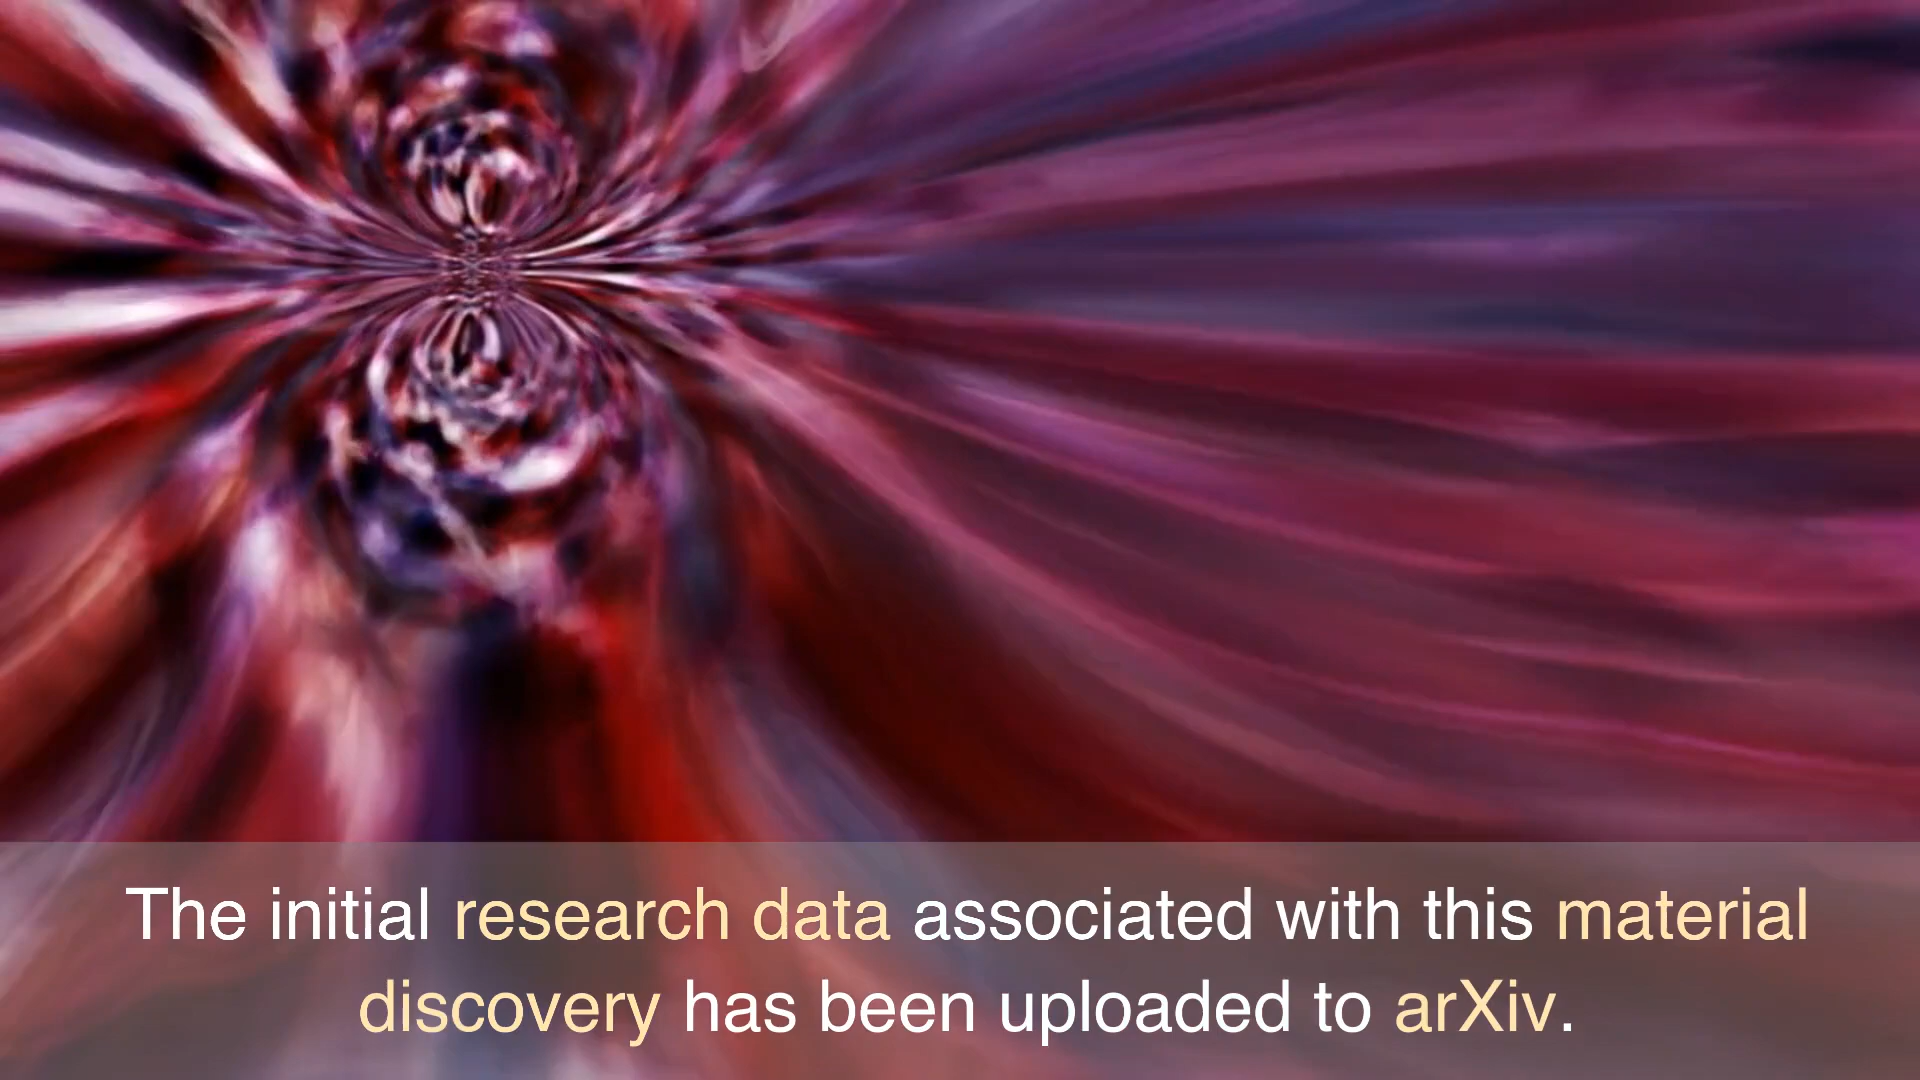 The initial research data associated with this material
discovery has been uploaded to arXiv.